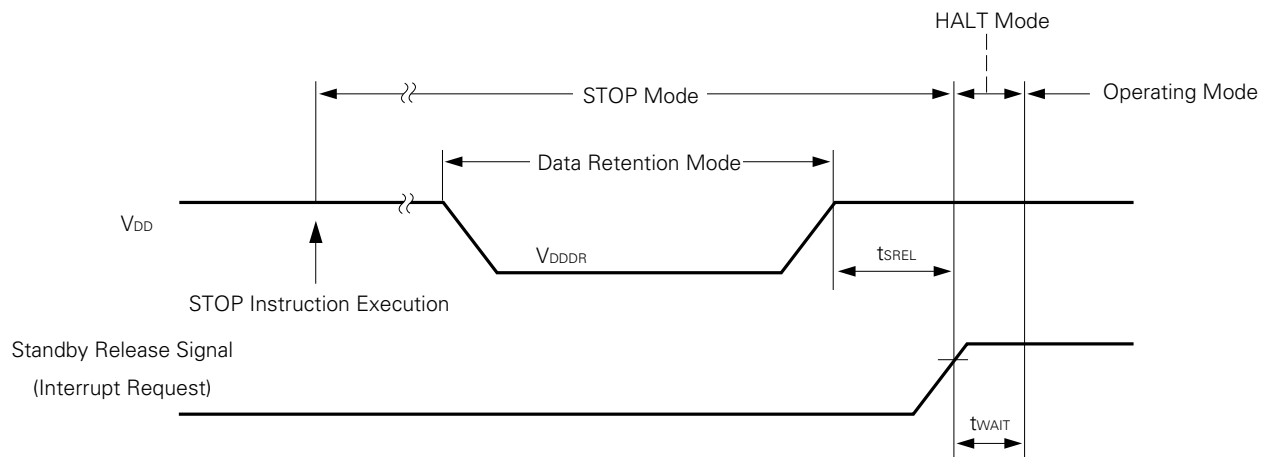 HALT Mode
STOP Mode
Operating Mode
Data Retention Mode
VDD
VDDDR
tSREL
STOP Instruction Execution
Standby Release Signal
(Interrupt Request)
tWAIT